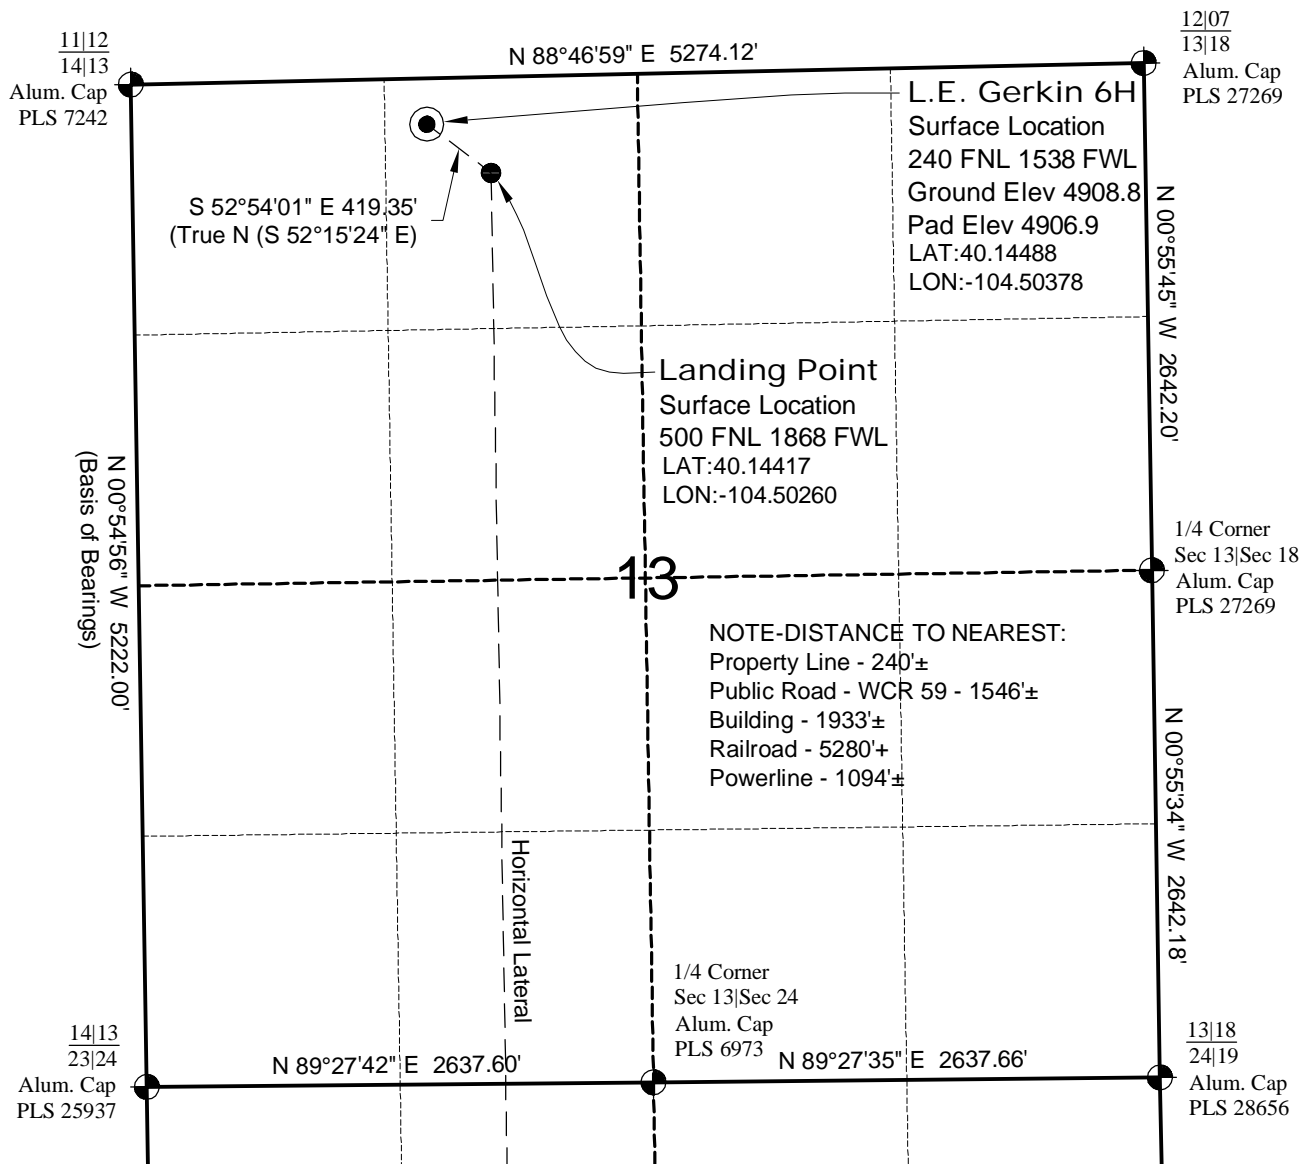 11|12
14|13
Alum. Cap
PLS 7242
N 88°46'59" E 5274.12'
12|07
13|18
Alum. Cap
PLS 27269
L.E. Gerkin 6H
Surface Location
240 FNL 1538 FWL
Ground Elev 4908.8
Pad Elev 4906.9
LAT:40.14488
LON:-104.50378
S 52°54'01" E 419.35'
(True N (S 52°15'24" E)
N 00°55'45" W 2642.20'
Landing Point
Surface Location
500 FNL 1868 FWL
LAT:40.14417
LON:-104.50260
N 00°54'56" W 5222.00'
(Basis of Bearings)
13
1/4 Corner
Sec 13|Sec 18
Alum. Cap
PLS 27269
NOTE-DISTANCE TO NEAREST:
Property Line - 240'±
Public Road - WCR 59 - 1546'±
Building - 1933'±
Railroad - 5280'+
Powerline - 1094'±
N 00°55'34" W 2642.18'
Horizontal Lateral
1/4 Corner
Sec 13|Sec 24
Alum. Cap
PLS 6973
14|13
23|24
Alum. Cap
PLS 25937
N 89°27'42" E 2637.60'
N 89°27'35" E 2637.66'
13|18
24|19
Alum. Cap
PLS 28656